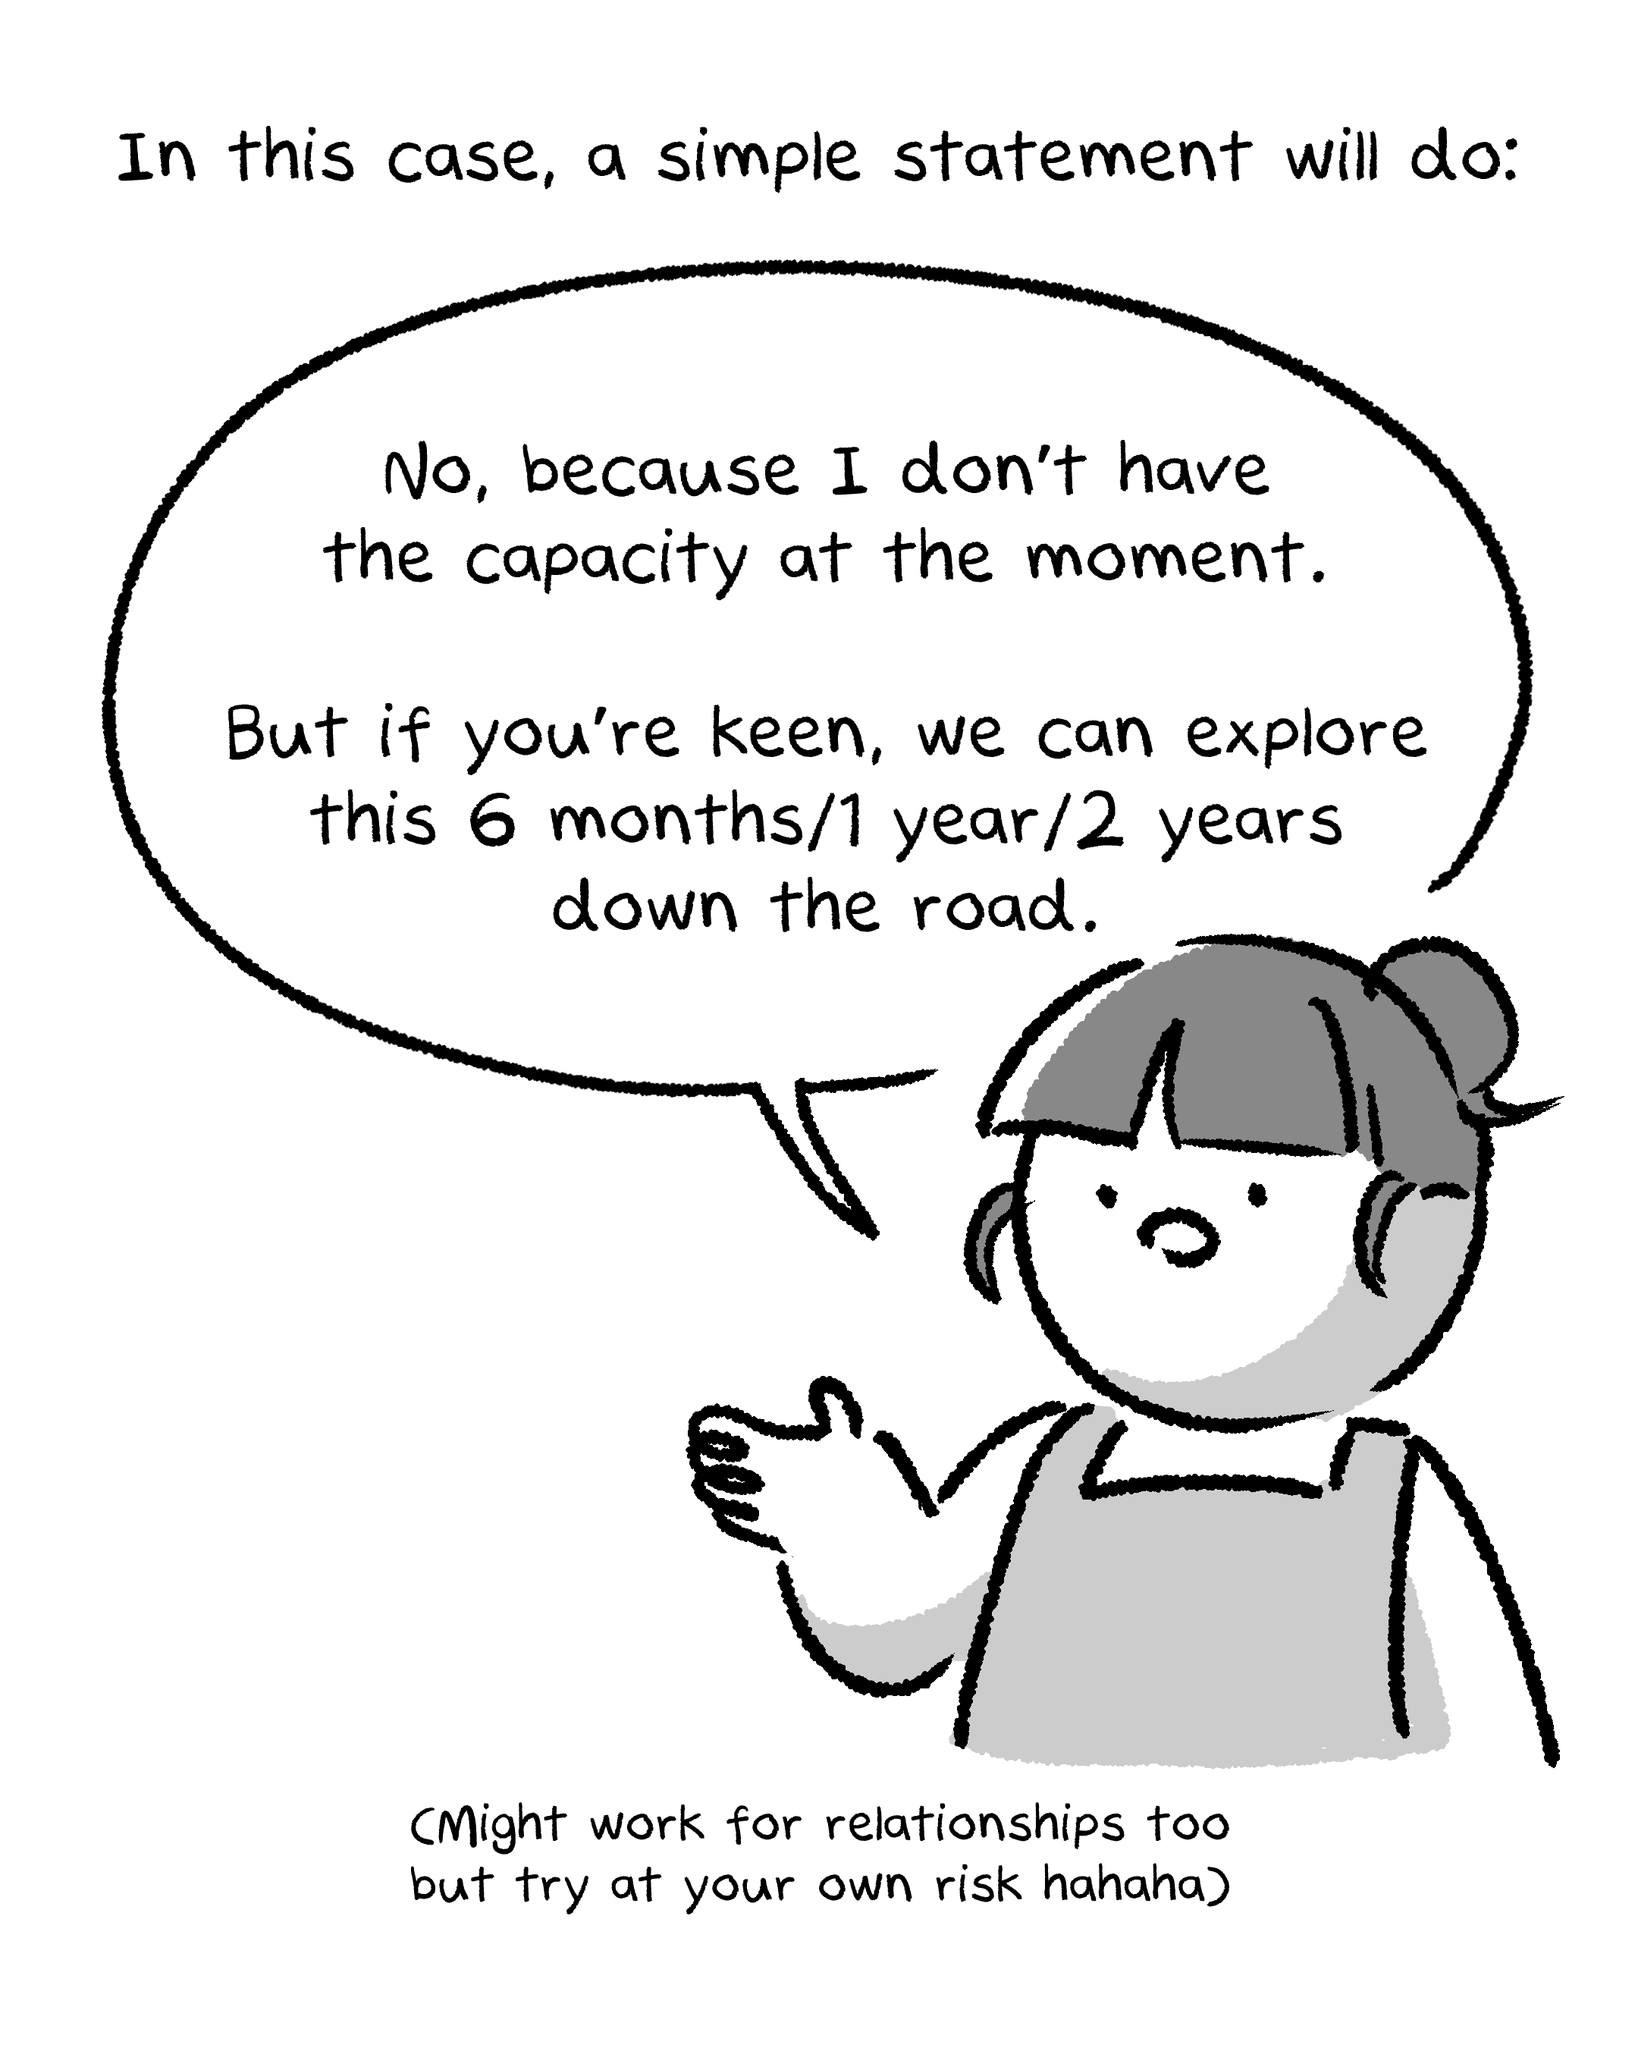 In this case, a simple statement will do:
No, because I don't have
the capacity at the moment.
But if you're keen, we can explore
this 6 months/1 year/2 years
down the road.
(Might work for relationships too
but try at your own risk hahaha)